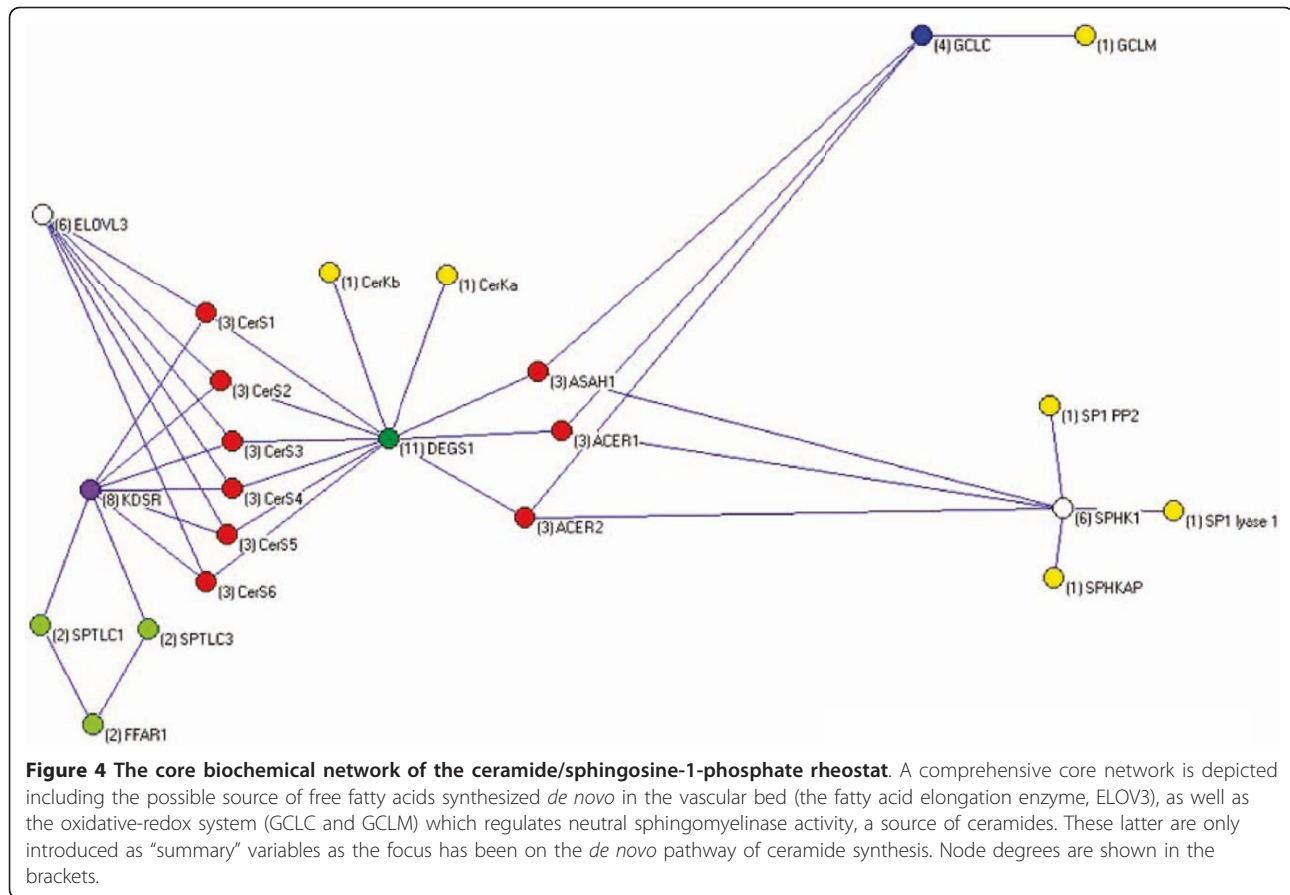 (4) GCLC
(1) GCLM
(6) ELOVL3
(1) CerKb
(1) CerKa
(3) CerS1
(3) CerS2
(3) ASAH1
(3) CerS3
(11) DEGS1
(3) ACER1
(1) SP1 PP2
(8) KDSR
(3) CerS4
(3) CerS5
(3) ACER2
(6) SPHK1
(1) SP1 lyase 1
(3) CerS6
(1) SPHKAP
(2) SPTLC1
(2) SPTLC3
(2) FFAR1
Figure 4 The core biochemical network of the ceramide/sphingosine-1-phosphate rheostat. A comprehensive core network is depicted
including the possible source of free fatty acids synthesized de novo in the vascular bed (the fatty acid elongation enzyme, ELOV3), as well as
the oxidative-redox system (GCLC and GCLM) which regulates neutral sphingomyelinase activity, a source of ceramides. These latter are only
introduced as “summary” variables as the focus has been on the de novo pathway of ceramide synthesis. Node degrees are shown in the
brackets.